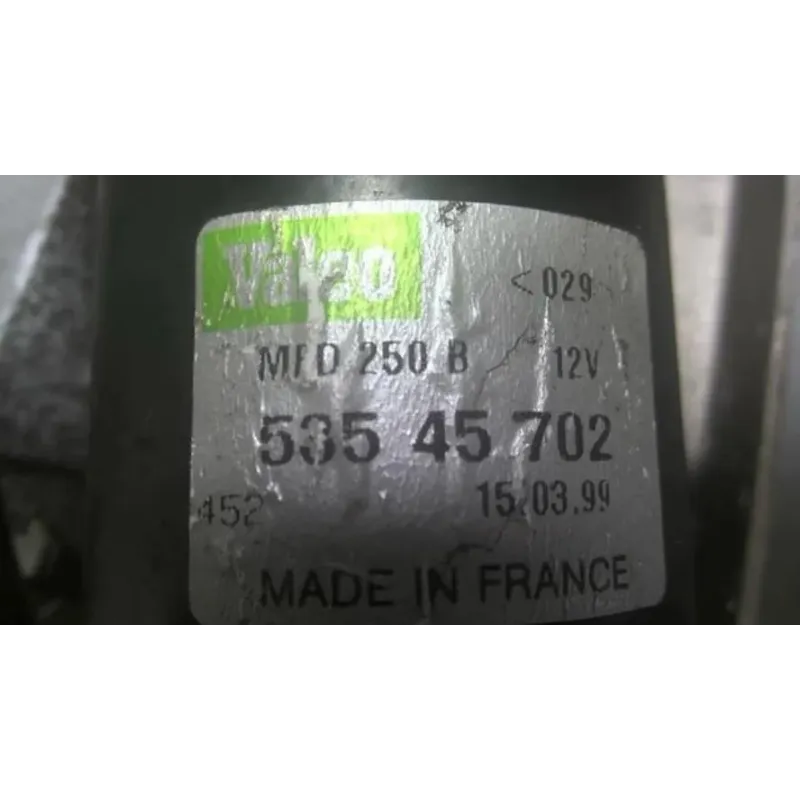 Valeo
<029
MFD 250 B 12V
535 45 702
452 15.03.99
MADE IN FRANCE